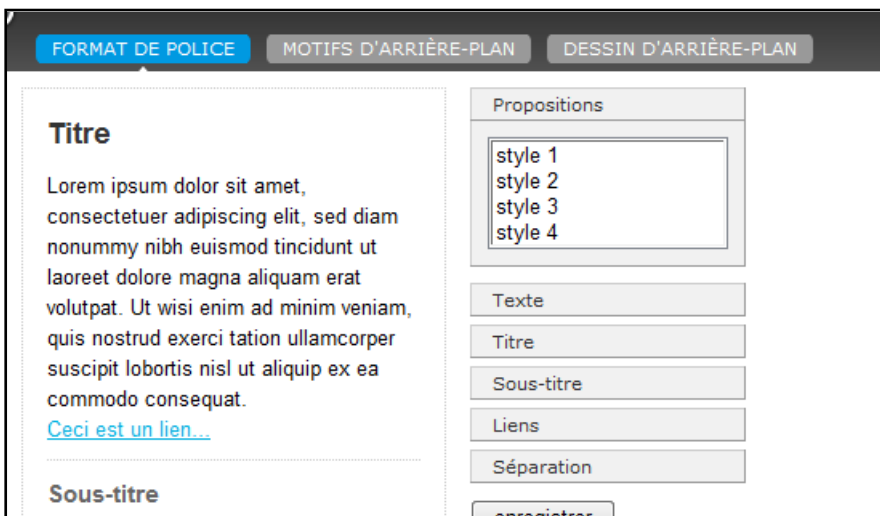 FORMAT DE POLICE
MOTIFS D'ARRIÈRE-PLAN
DESSIN D'ARRIÈRE-PLAN
Titre
Lorem ipsum dolor sit amet,
consectetuer adipiscing elit, sed diam
nonummy nibh euismod tincidunt ut
laoreet dolore magna aliquam erat
volutpat. Ut wisi enim ad minim veniam,
quis nostrud exerci tation ullamcorper
suscipit lobortis nisl ut aliquip ex ea
commodo consequat.
Ceci est un lien...
Sous-titre
Propositions
style 1
style 2
style 3
style 4
Texte
Titre
Sous-titre
Liens
Séparation
enregistrer